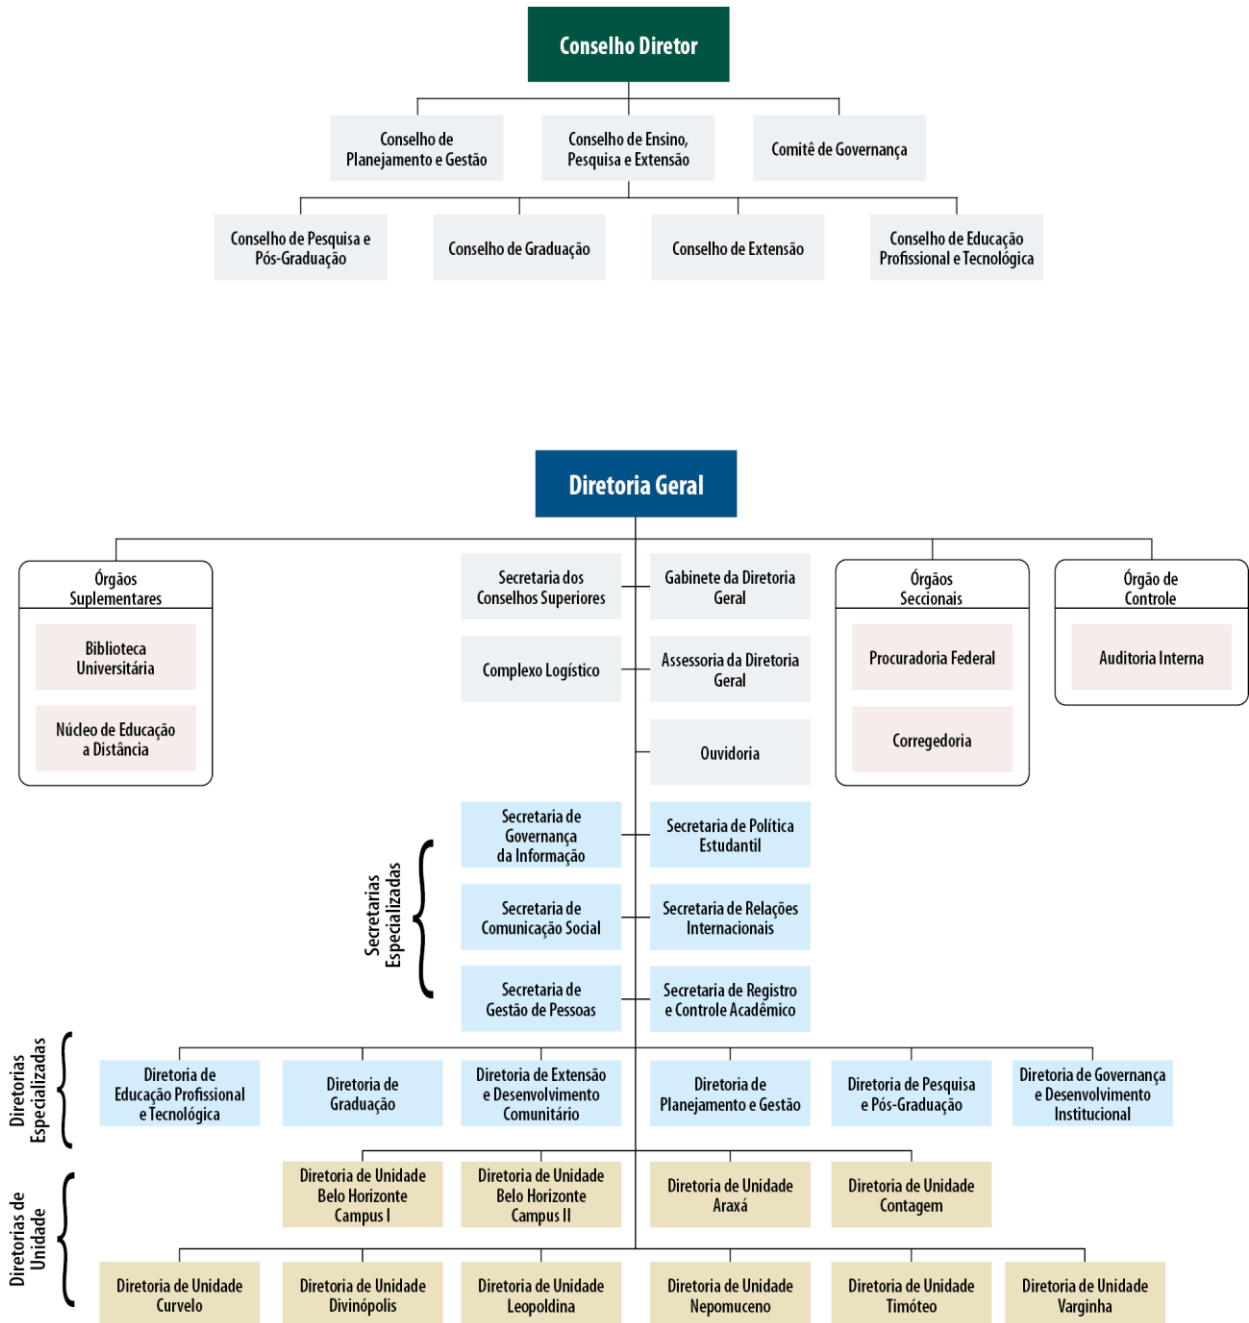 Conselho Diretor
Conselho de
Planejamento e Gestão
Conselho de Ensino,
Pesquisa e Extensão
Comitê de Governança
Conselho de Pesquisa e
Pós-Graduação
Conselho de Graduação
Conselho de Extensão
Conselho de Educação
Profissional e Tecnológica
Diretoria Geral
Órgãos
Suplementares
Biblioteca
Universitária
Núcleo de Educação
a Distância
Secretaria dos
Conselhos Superiores
Gabinete da Diretoria
Geral
Complexo Logístico
Assessoria da Diretoria
Geral
Ouvidoria
Órgãos
Seccionais
Procuradoria Federal
Corregedoria
Órgão de
Controle
Auditoria Interna
Secretarias
Especializadas
Secretaria de
Governança
da Informação
Secretaria de Política
Estudantil
Secretaria de
Comunicação Social
Secretaria de Relações
Internacionais
Secretaria de
Gestão de Pessoas
Secretaria de Registro
e Controle Acadêmico
Diretorias
Especializadas
Diretoria de
Educação Profissional
e Tecnológica
Diretoria de
Graduação
Diretoria de Extensão
e Desenvolvimento
Comunitário
Diretoria de
Planejamento e Gestão
Diretoria de Pesquisa
e Pós-Graduação
Diretoria de Governança
e Desenvolvimento
Institucional
Diretorias de
Unidade
Diretoria de Unidade
Belo Horizonte
Campus I
Diretoria de Unidade
Belo Horizonte
Campus II
Diretoria de Unidade
Araxá
Diretoria de Unidade
Contagem
Diretoria de Unidade
Curvelo
Diretoria de Unidade
Divinópolis
Diretoria de Unidade
Leopoldina
Diretoria de Unidade
Nepomuceno
Diretoria de Unidade
Timóteo
Diretoria de Unidade
Varginha